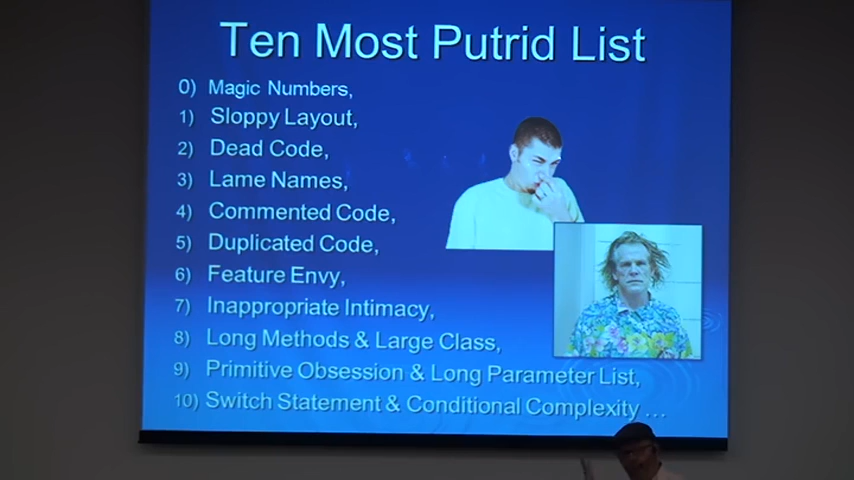 Ten Most Putrid List
0) Magic Numbers,
1) Sloppy Layout,
2) Dead Code,
3) Lame Names,
4) Commented Code,
5) Duplicated Code,
6) Feature Envy,
7) Inappropriate Intimacy,
8) Long Methods & Large Class,
9) Primitive Obsession & Long Parameter List,
10) Switch Statement & Conditional Complexity ...